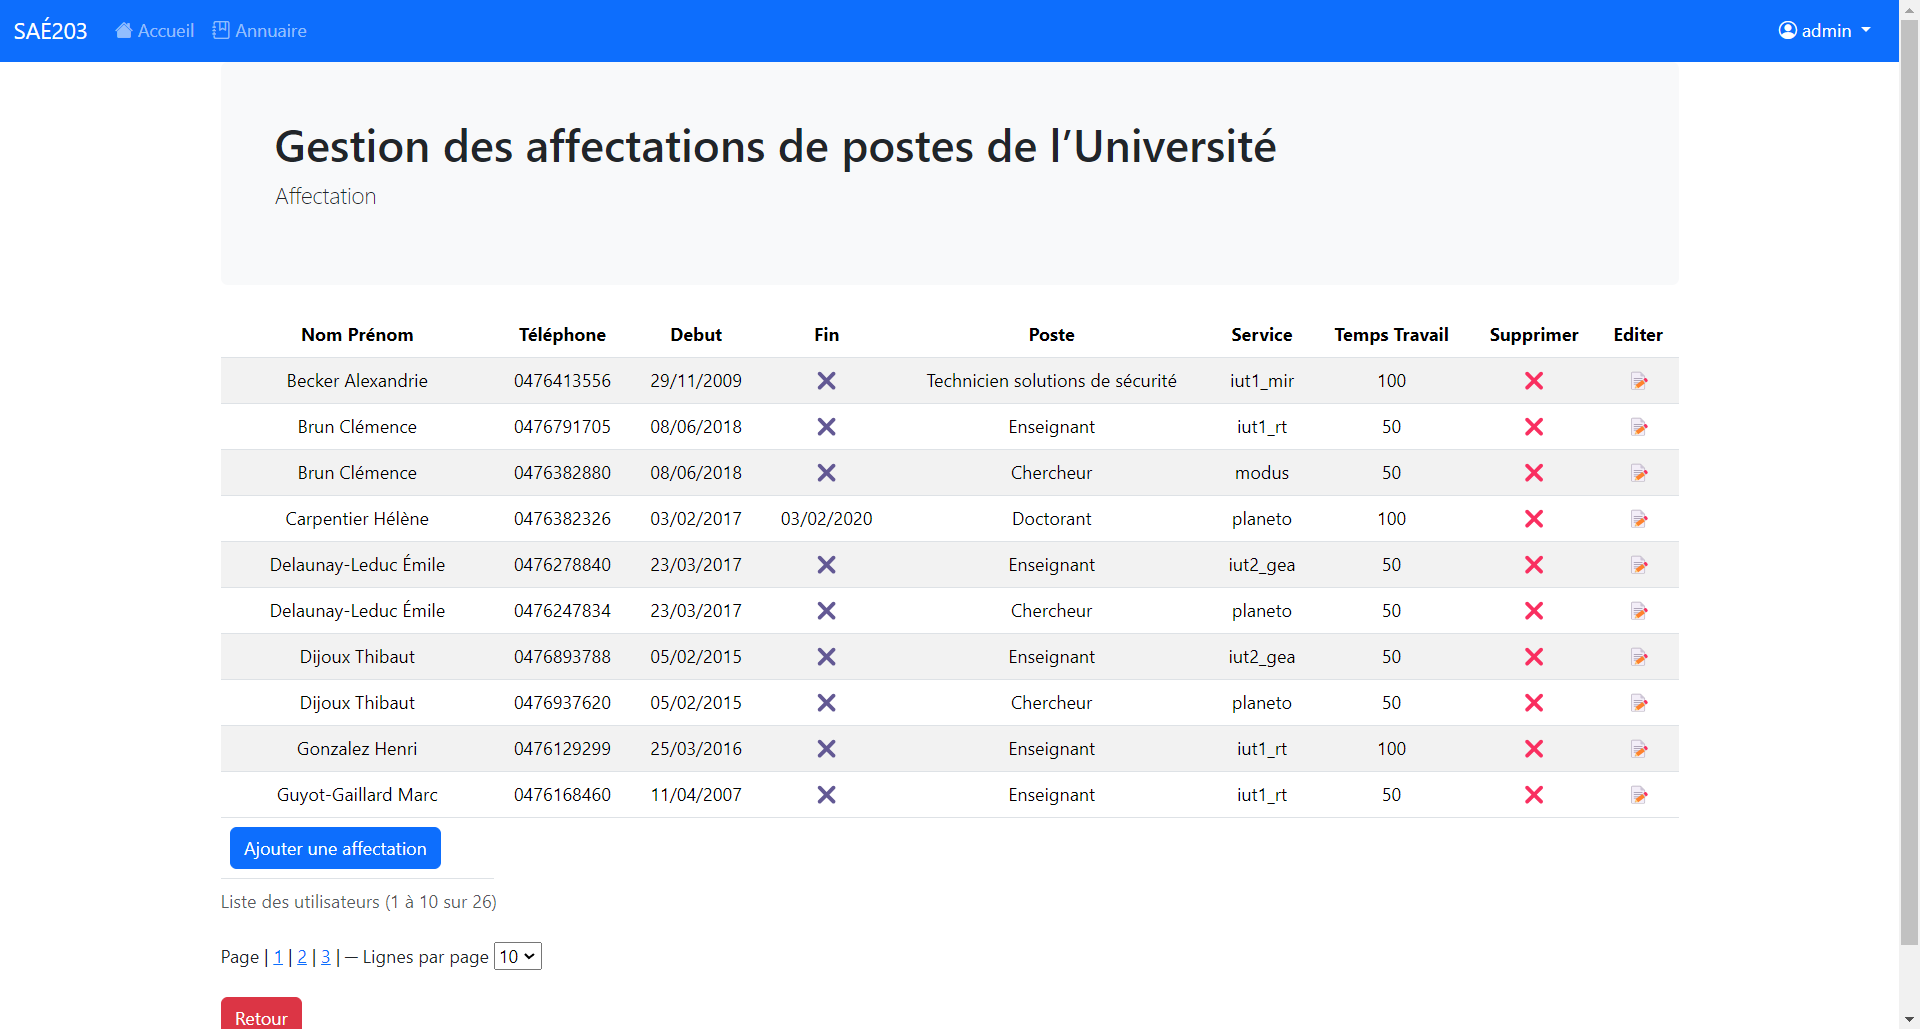 SAÉ203 Accueil Annuaire admin
Gestion des affectations de postes de l’Université
Affectation
Nom Prénom Téléphone Debut Fin Poste Service Temps Travail Supprimer Editer
Becker Alexandrie 0476413556 29/11/2009 Technicien solutions de sécurité iut1_mir 100
Brun Clémence 0476791705 08/06/2018 Enseignant iut1_rt 50
Brun Clémence 0476382880 08/06/2018 Chercheur modus 50
Carpentier Hélène 0476382326 03/02/2017 03/02/2020 Doctorant planeto 100
Delaunay-Leduc Émile 0476278840 23/03/2017 Enseignant iut2_gea 50
Delaunay-Leduc Émile 0476247834 23/03/2017 Chercheur planeto 50
Dijoux Thibaut 0476893788 05/02/2015 Enseignant iut2_gea 50
Dijoux Thibaut 0476937620 05/02/2015 Chercheur planeto 50
Gonzalez Henri 0476129299 25/03/2016 Enseignant iut1_rt 100
Guyot-Gaillard Marc 0476168460 11/04/2007 Enseignant iut1_rt 50
Ajouter une affectation
Liste des utilisateurs (1 à 10 sur 26)
Page | 1 | 2 | 3 | — Lignes par page 10
Retour